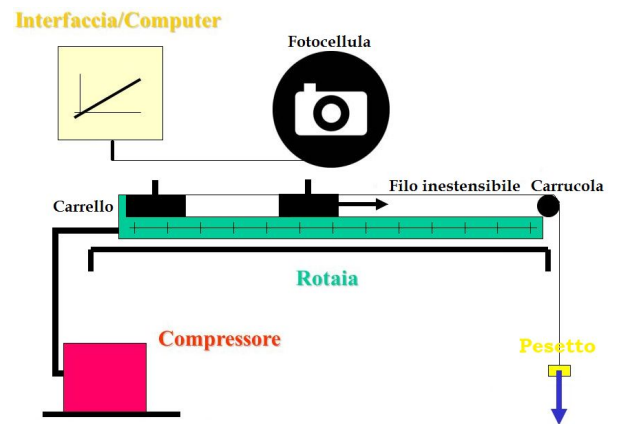 Interfaccia/Computer
Fotocellula
Filo inestensibile
Carrucola
Carrello
Rotaia
Compressore
Pesetto